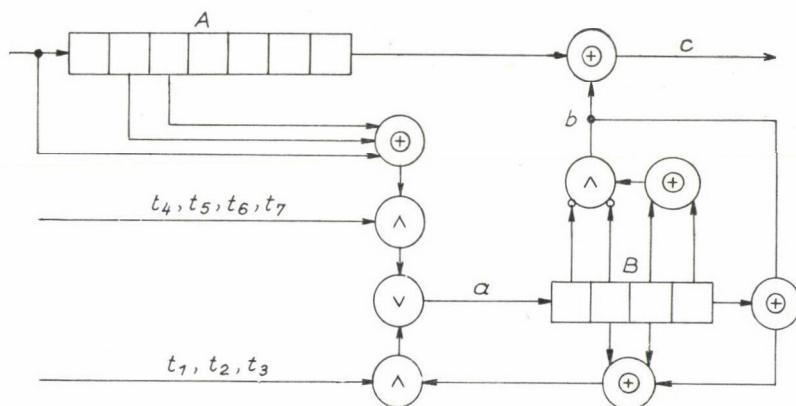 A
⊕
c
b
⊕
∧
⊕
t₄, t₅, t₆, t₇
∧
B
∨
a
⊕
t₁, t₂, t₃
∧
⊕